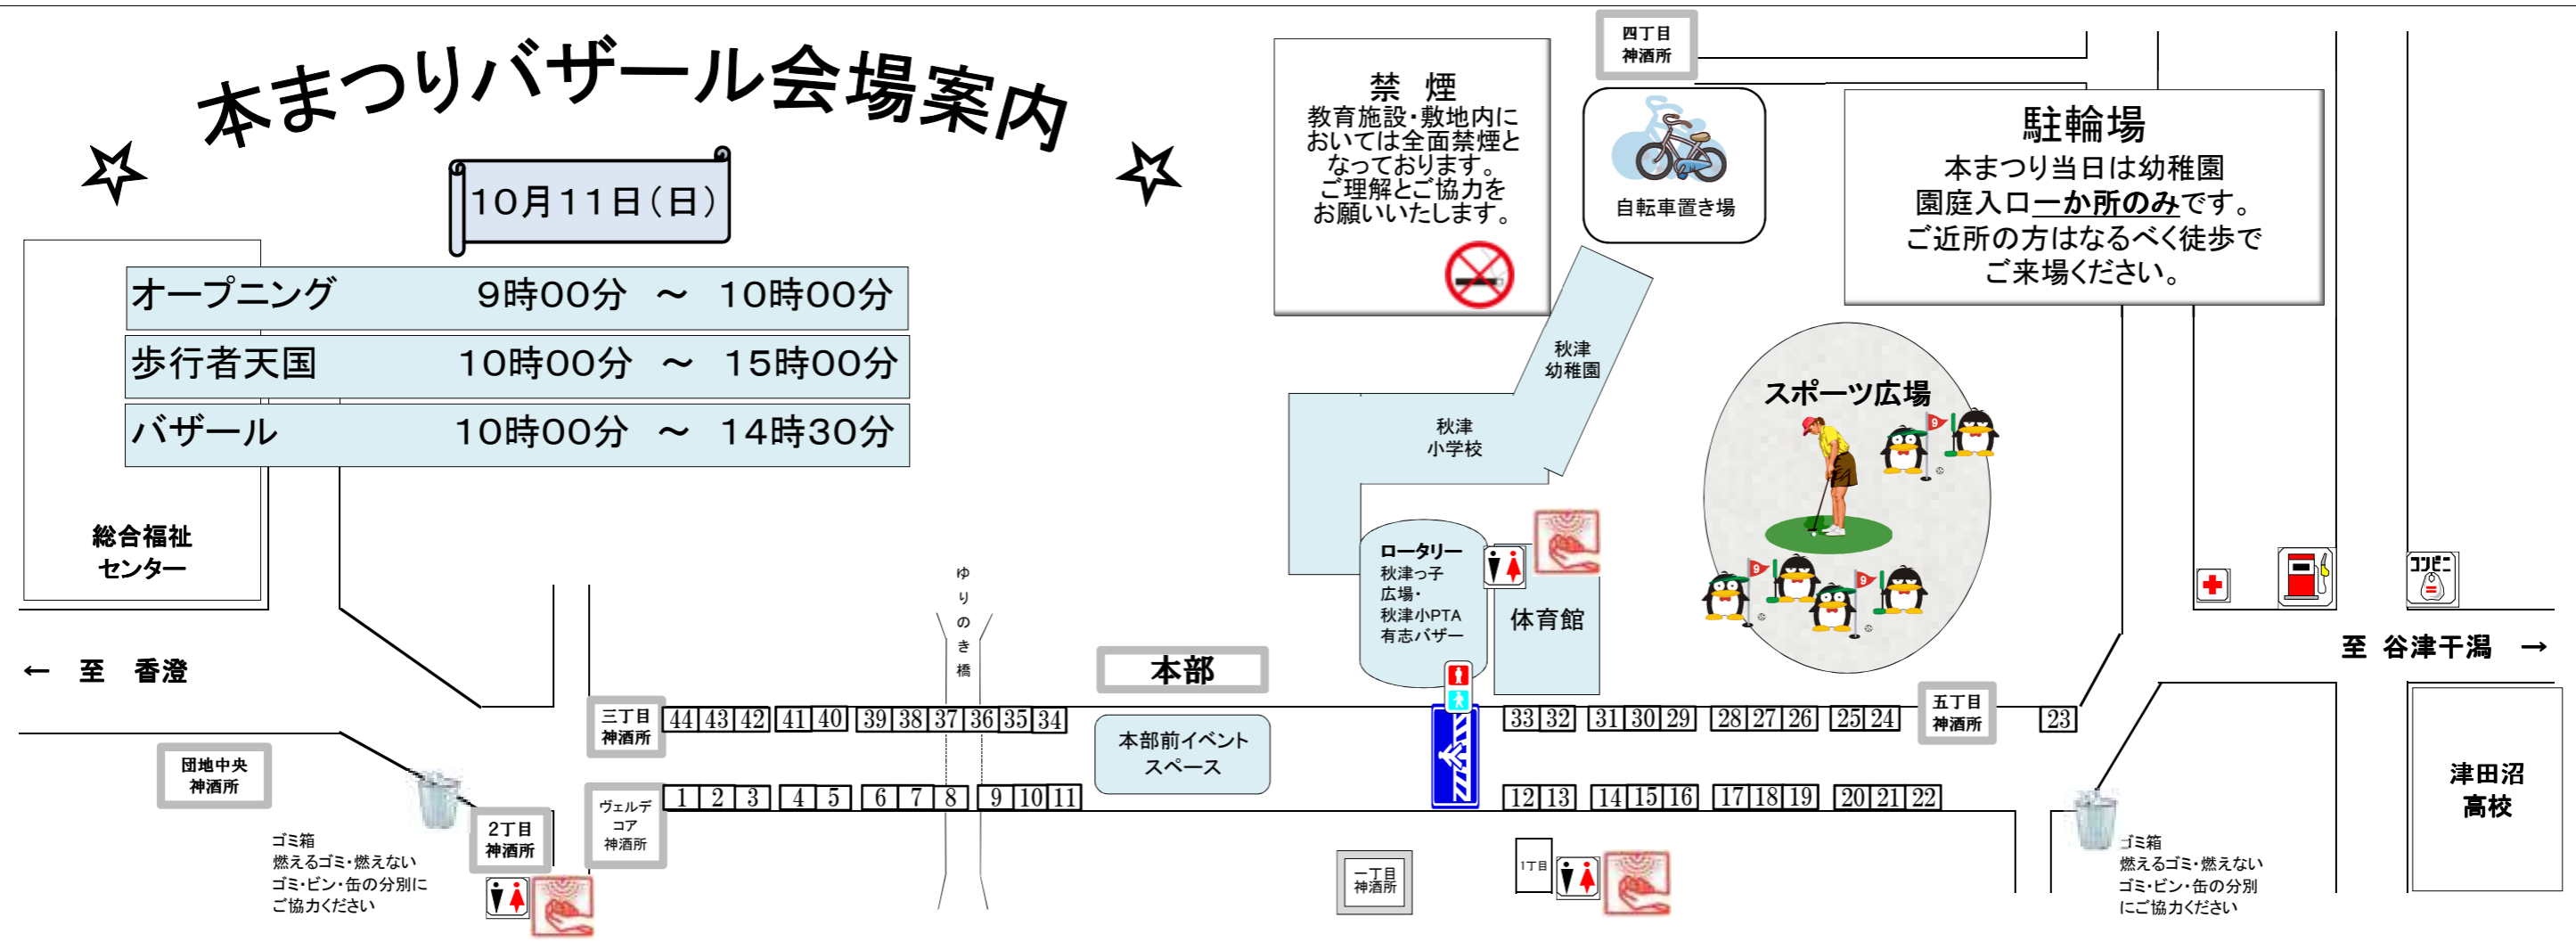 本まつりバザール会場案内
10月11日(日)
オープニング 9時00分 ～ 10時00分
歩行者天国 10時00分 ～ 15時00分
バザール 10時00分 ～ 14時30分
総合福祉
センター
← 至 香澄
団地中央
神酒所
ゴミ箱
燃えるゴミ・燃えない
ゴミ・ビン・缶の分別に
ご協力ください
2丁目
神酒所
三丁目
神酒所
ヴェルデ
コア
神酒所
44 43 42 41 40 39 38 37 36 35 34
1 2 3 4 5 6 7 8 9 10 11
ゆりのき橋
本部
本部前イベント
スペース
禁 煙
教育施設・敷地内に
おいては全面禁煙と
なっております。
ご理解とご協力を
お願いいたします。
四丁目
神酒所
自転車置き場
駐輪場
本まつり当日は幼稚園
園庭入口一か所のみです。
ご近所の方はなるべく徒歩で
ご来場ください。
秋津
幼稚園
秋津
小学校
ロータリー
秋津っ子
広場・
秋津小PTA
有志バザー
体育館
スポーツ広場
9
9
9
コンビニ
至 谷津干潟 →
33 32 31 30 29 28 27 26 25 24
五丁目
神酒所
23
12 13 14 15 16 17 18 19 20 21 22
一丁目
神酒所
1丁目
ゴミ箱
燃えるゴミ・燃えない
ゴミ・ビン・缶の分別
にご協力ください
津田沼
高校